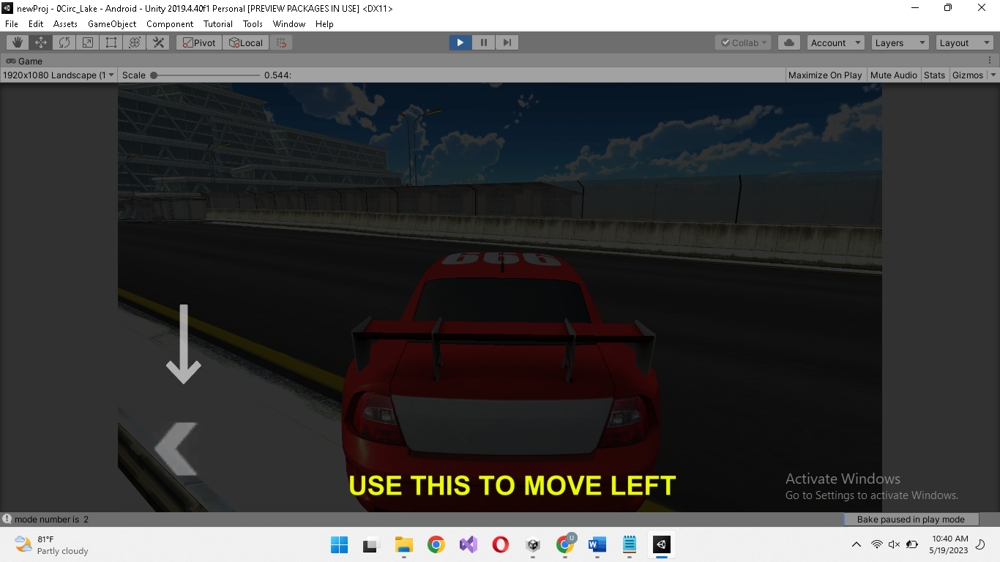 newProj - 0Circ_Lake - Android - Unity 2019.4.40f1 Personal [PREVIEW PACKAGES IN USE] <DX11>
File Edit Assets GameObject Component Tutorial Tools Window Help
Pivot Local Collab Account Layers Layout
Game
1920x1080 Landscape (1 Scale 0.544: Maximize On Play Mute Audio Stats Gizmos
666
USE THIS TO MOVE LEFT
Activate Windows
Go to Settings to activate Windows.
mode number is 2
Bake paused in play mode
81°F
Partly cloudy
U
W
10:40 AM
5/19/2023